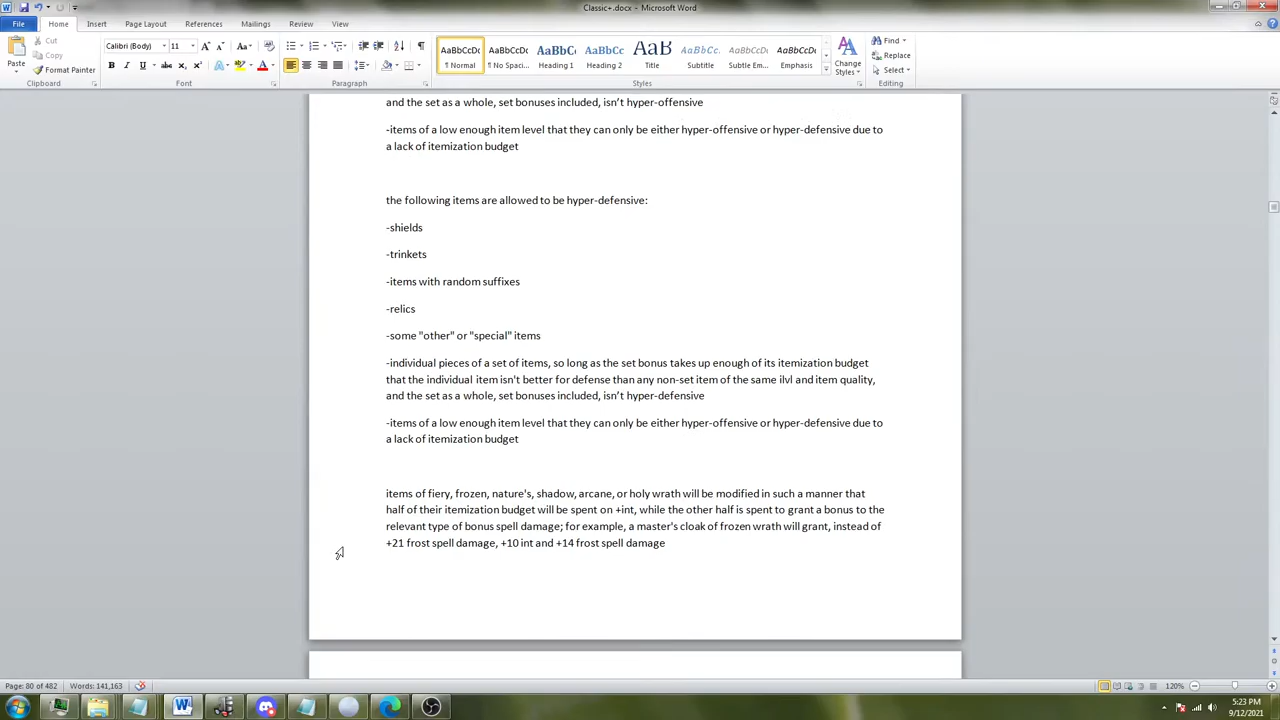 Classic+.docx - Microsoft Word
File Home Insert Page Layout References Mailings Review View
Paste
Cut
Copy
Format Painter
Clipboard
Calibri (Body) 11
Font
Paragraph
AaBbCcDc AaBbCcDc AaBbC AaBbCc AaB AaBbCc. AaBbCcDc AaBbCcDc
¶ Normal ¶ No Spaci... Heading 1 Heading 2 Title Subtitle Subtle Em... Emphasis
Styles
Change Styles
Find
Replace
Select
Editing
and the set as a whole, set bonuses included, isn’t hyper-offensive
-items of a low enough item level that they can only be either hyper-offensive or hyper-defensive due to
a lack of itemization budget
the following items are allowed to be hyper-defensive:
-shields
-trinkets
-items with random suffixes
-relics
-some "other" or "special" items
-individual pieces of a set of items, so long as the set bonus takes up enough of its itemization budget
that the individual item isn't better for defense than any non-set item of the same ilvl and item quality,
and the set as a whole, set bonuses included, isn’t hyper-defensive
-items of a low enough item level that they can only be either hyper-offensive or hyper-defensive due to
a lack of itemization budget
items of fiery, frozen, nature's, shadow, arcane, or holy wrath will be modified in such a manner that
half of their itemization budget will be spent on +int, while the other half is spent to grant a bonus to the
relevant type of bonus spell damage; for example, a master's cloak of frozen wrath will grant, instead of
+21 frost spell damage, +10 int and +14 frost spell damage
Page: 80 of 482 Words: 141,163
120%
5:23 PM
9/12/2021